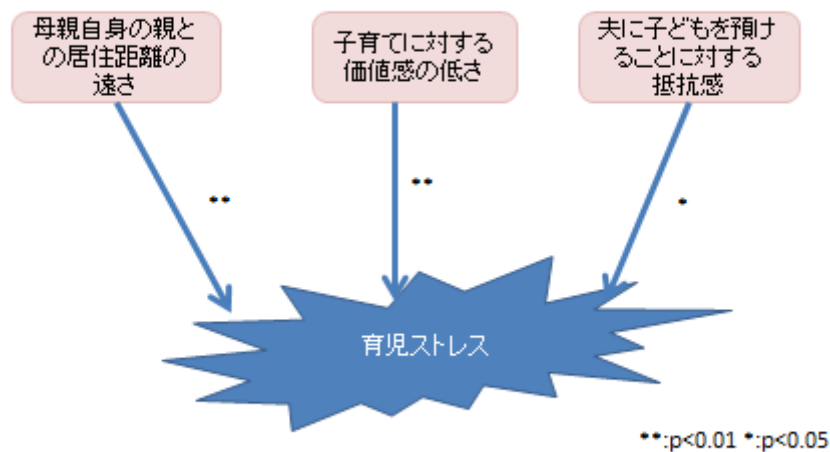 母親自身の親と
の居住距離の
遠さ
子育てに対する
価値感の低さ
夫に子どもを預け
ることに対する
抵抗感
**
**
*
育児ストレス
**:p<0.01 *:p<0.05